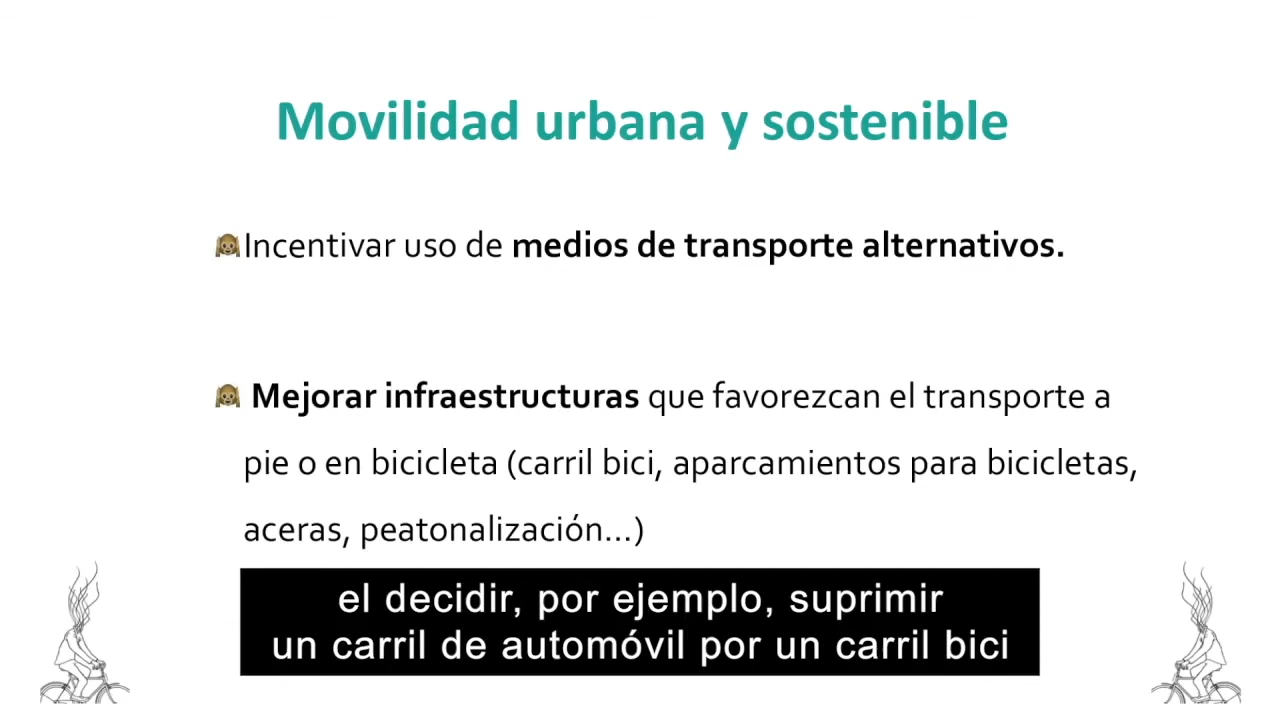 Movilidad urbana y sostenible
Incentivar uso de medios de transporte alternativos.
Mejorar infraestructuras que favorezcan el transporte a
pie o en bicicleta (carril bici, aparcamientos para bicicletas,
aceras, peatonalización...)
el decidir, por ejemplo, suprimir
un carril de automóvil por un carril bici